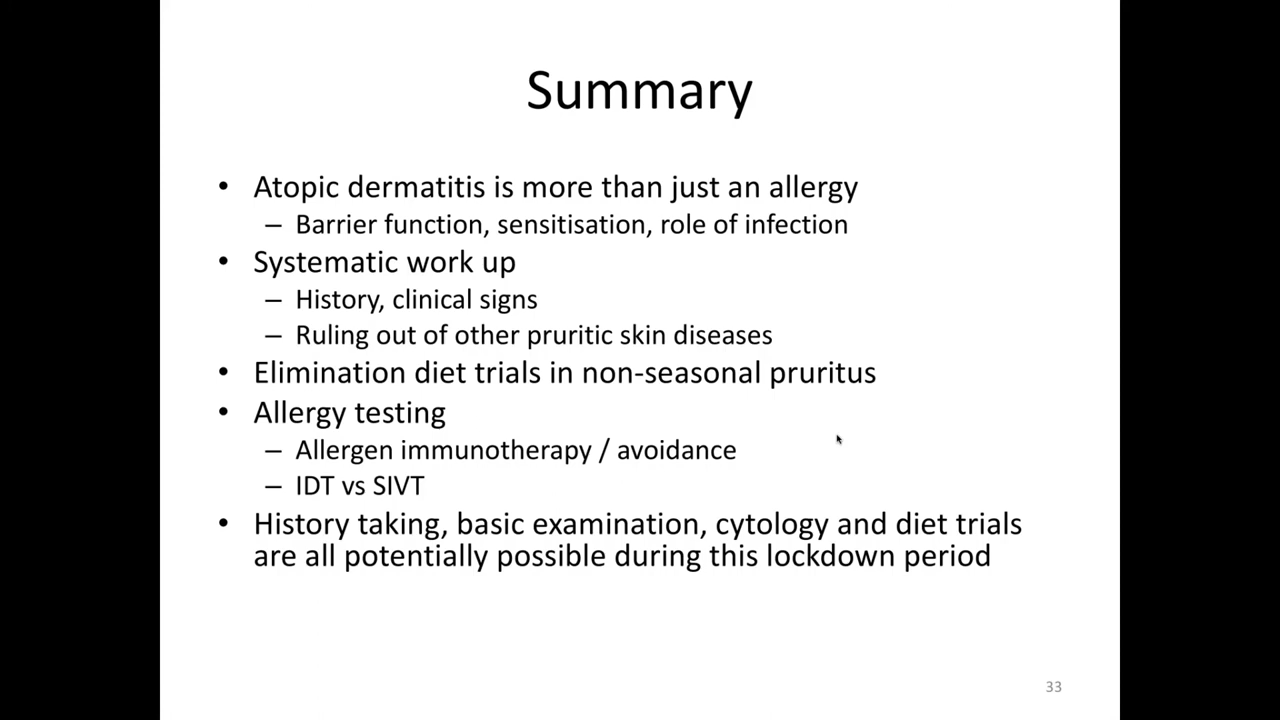 Summary
• Atopic dermatitis is more than just an allergy
– Barrier function, sensitisation, role of infection
• Systematic work up
– History, clinical signs
– Ruling out of other pruritic skin diseases
• Elimination diet trials in non-seasonal pruritus
• Allergy testing
– Allergen immunotherapy / avoidance
– IDT vs SIVT
• History taking, basic examination, cytology and diet trials
are all potentially possible during this lockdown period
33